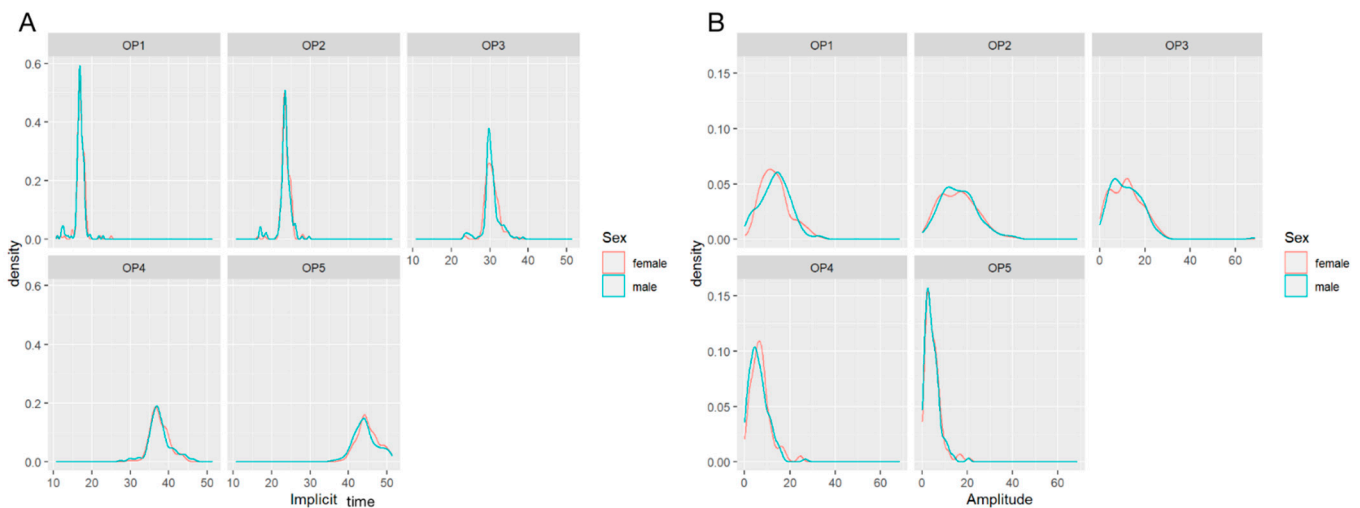 A
OP1 OP2 OP3
0.6
0.4
0.2
0.0
10 20 30 40 50
OP4 OP5
0.6
0.4
0.2
0.0
10 20 30 40 50 10 20 30 40 50
density
Implicit time
Sex
female
male
B
OP1 OP2 OP3
0.15
0.10
0.05
0.00
0 20 40 60
OP4 OP5
0.15
0.10
0.05
0.00
0 20 40 60 0 20 40 60
density
Amplitude
Sex
female
male